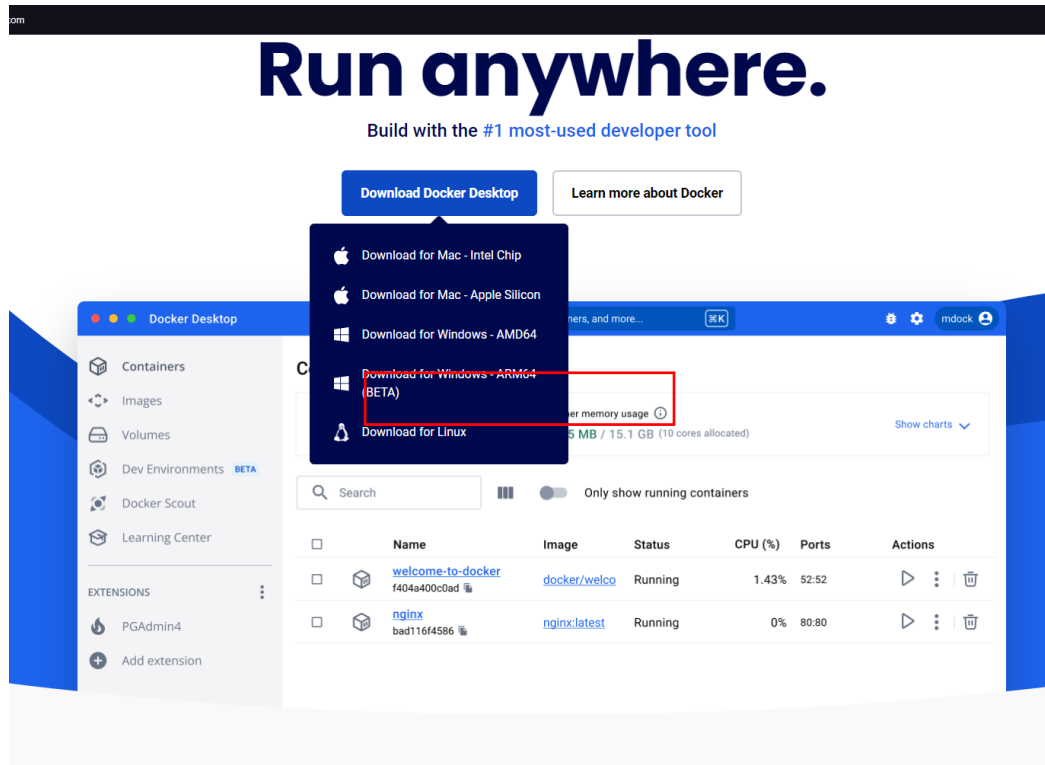 com
Run anywhere.
Build with the #1 most-used developer tool
Download Docker Desktop
Learn more about Docker
Download for Mac - Intel Chip
Download for Mac - Apple Silicon
Download for Windows - AMD64
Download for Windows - ARM64
(BETA)
Download for Linux
Docker Desktop
and more...
⌘K
mdock
Containers
Images
Volumes
Dev Environments BETA
Docker Scout
Learning Center
EXTENSIONS
PGAdmin4
Add extension
C
memory usage
5 MB / 15.1 GB (10 cores allocated)
Show charts
Search
Only show running containers
Name Image Status CPU (%) Ports Actions
welcome-to-docker
f404a400c0ad
docker/welco Running 1.43% 52:52
nginx
bad116f4586
nginx:latest Running 0% 80:80